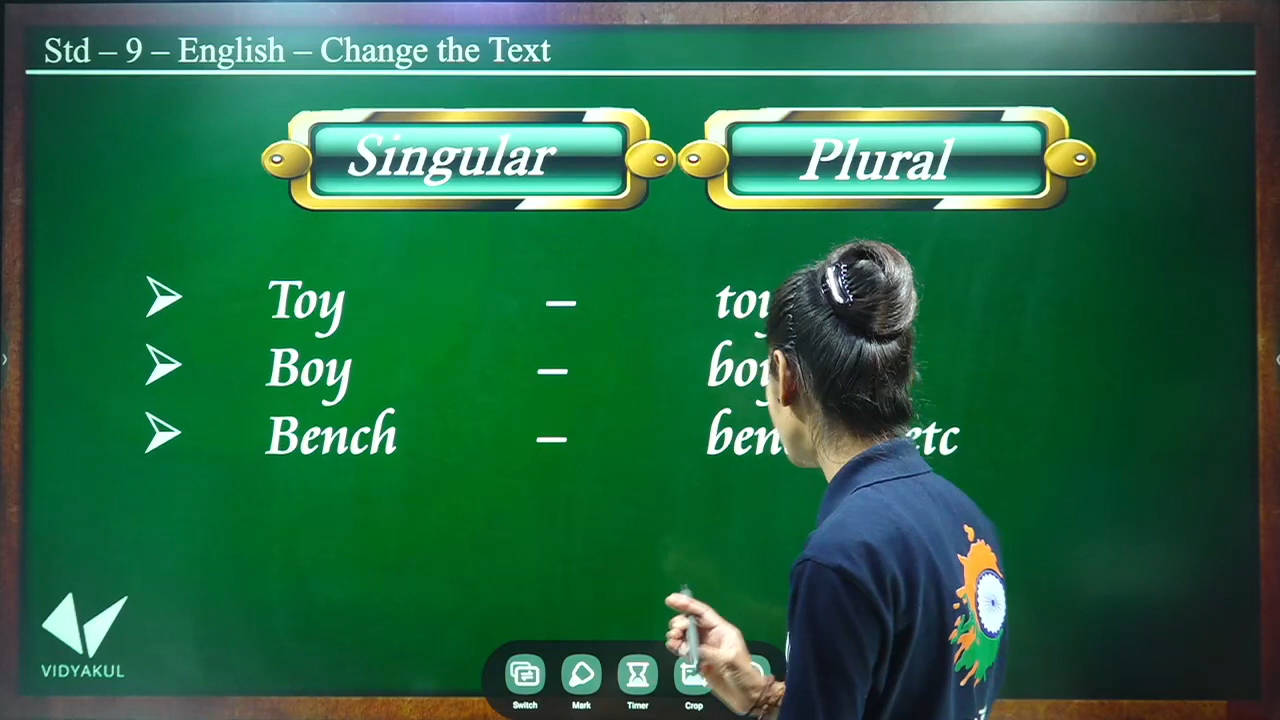 Std – 9 – English – Change the Text
Singular Plural
Toy –
Boy –
Bench – etc
VIDYAKUL
Switch Mark Timer Crop